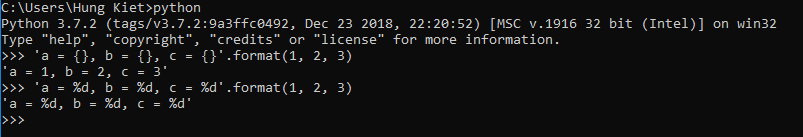 C:\Users\Hung Kiet>python
Python 3.7.2 (tags/v3.7.2:9a3ffc0492, Dec 23 2018, 22:20:52) [MSC v.1916 32 bit (Intel)] on win32
Type "help", "copyright", "credits" or "license" for more information.
>>> 'a = {}, b = {}, c = {}'.format(1, 2, 3)
'a = 1, b = 2, c = 3'
>>> 'a = %d, b = %d, c = %d'.format(1, 2, 3)
'a = %d, b = %d, c = %d'
>>>